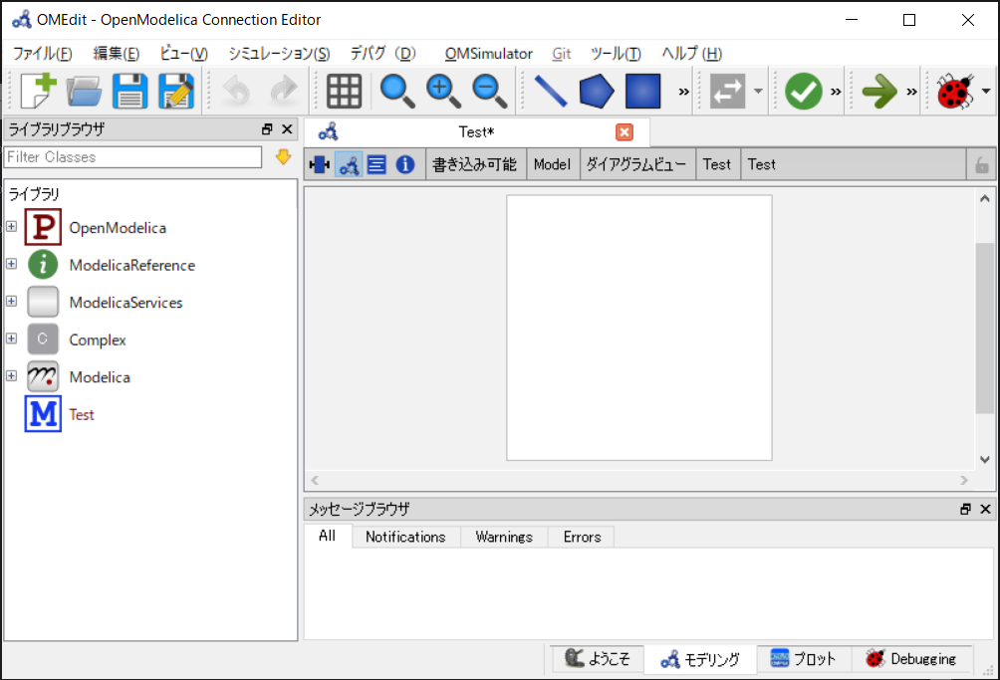 OMEdit - OpenModelica Connection Editor
ファイル(F) 編集(E) ビュー(V) シミュレーション(S) デバグ (D) OMSimulator Git ツール(T) ヘルプ (H)
ライブラリブラウザ
Test*
Filter Classes
書き込み可能 Model ダイアグラムビュー Test Test
ライブラリ
P OpenModelica
i ModelicaReference
ModelicaServices
C Complex
m Modelica
M Test
メッセージブラウザ
All Notifications Warnings Errors
ようこそ モデリング プロット Debugging